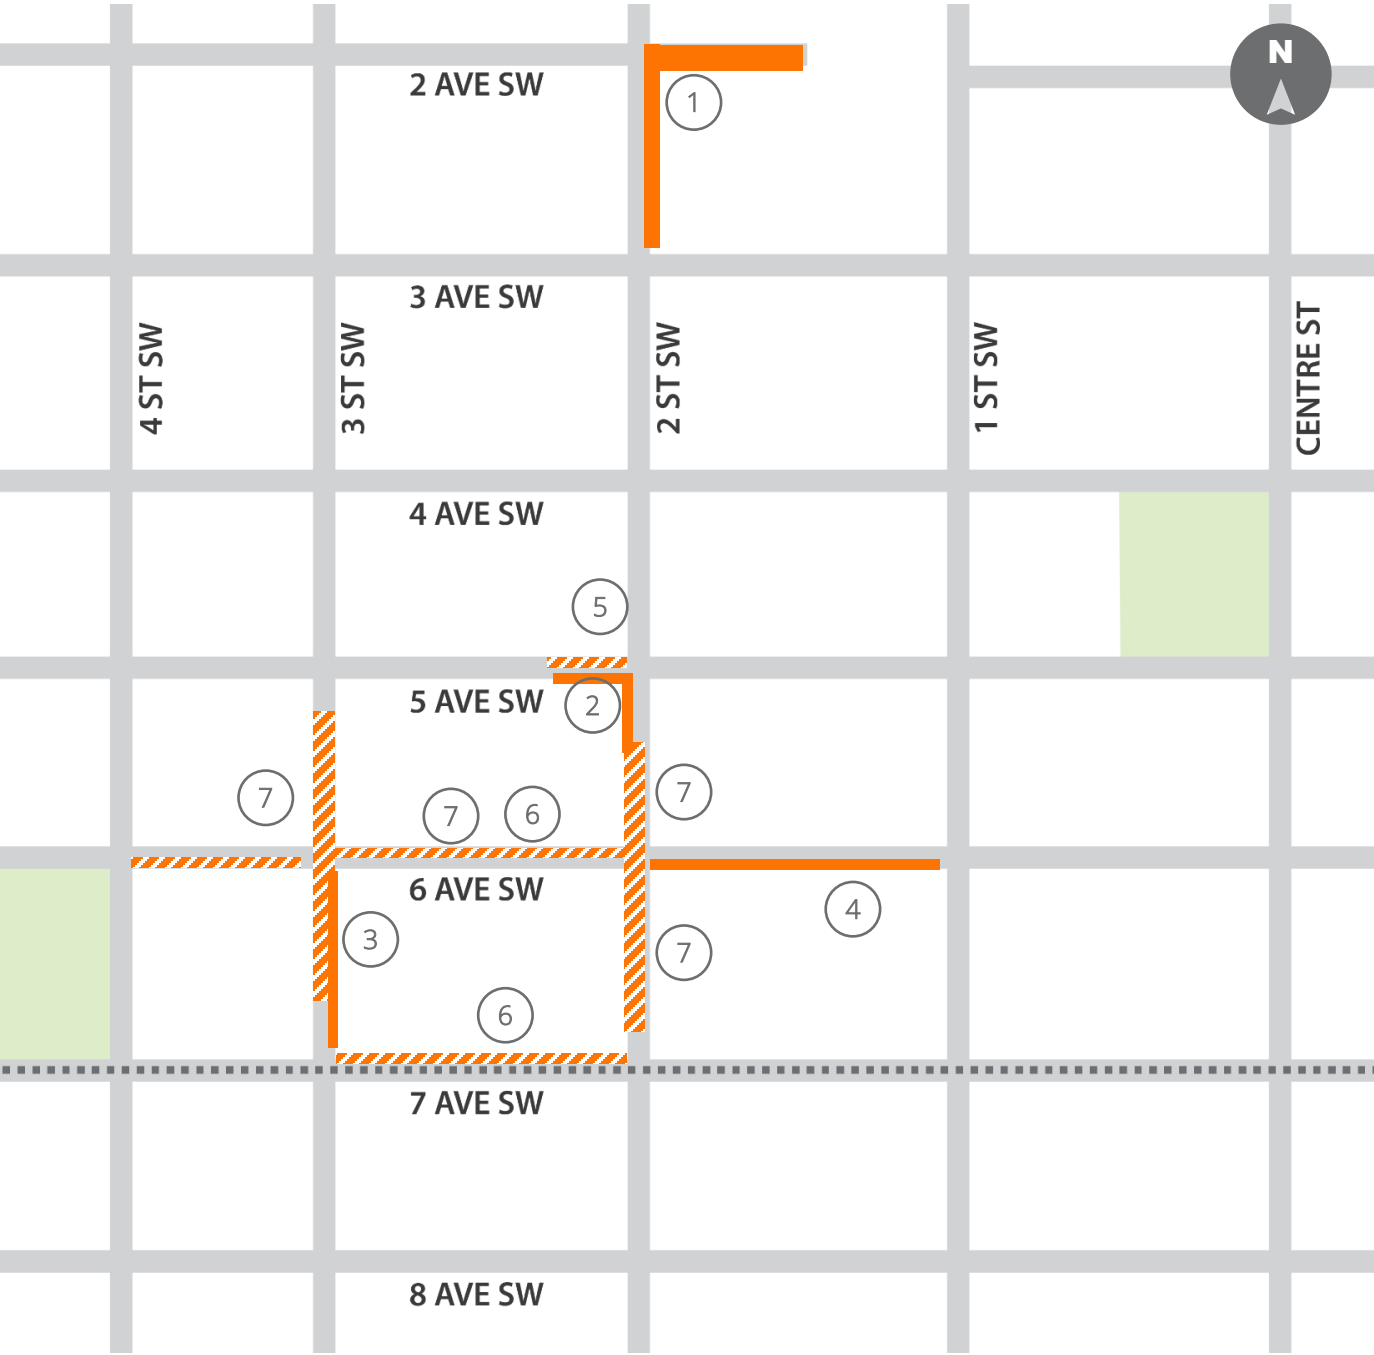 N
2 AVE SW
1
3 AVE SW
4 ST SW
3 ST SW
2 ST SW
1 ST SW
CENTRE ST
4 AVE SW
5
5 AVE SW
2
7
7
6
7
6 AVE SW
4
3
7
6
7 AVE SW
8 AVE SW